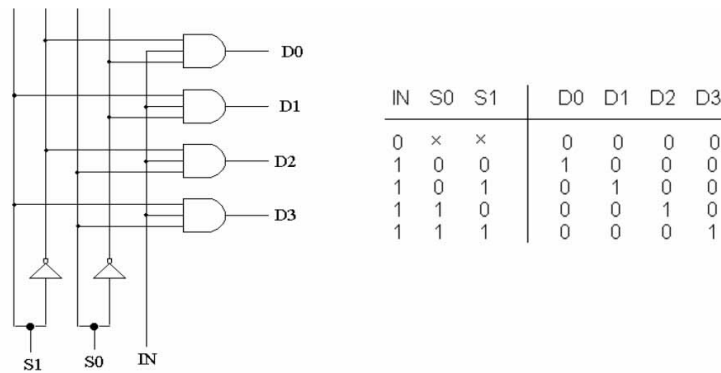 D0
D1
D2
D3
S1 S0 IN
IN S0 S1 D0 D1 D2 D3
0 × × 0 0 0 0
1 0 0 1 0 0 0
1 0 1 0 1 0 0
1 1 0 0 0 1 0
1 1 1 0 0 0 1